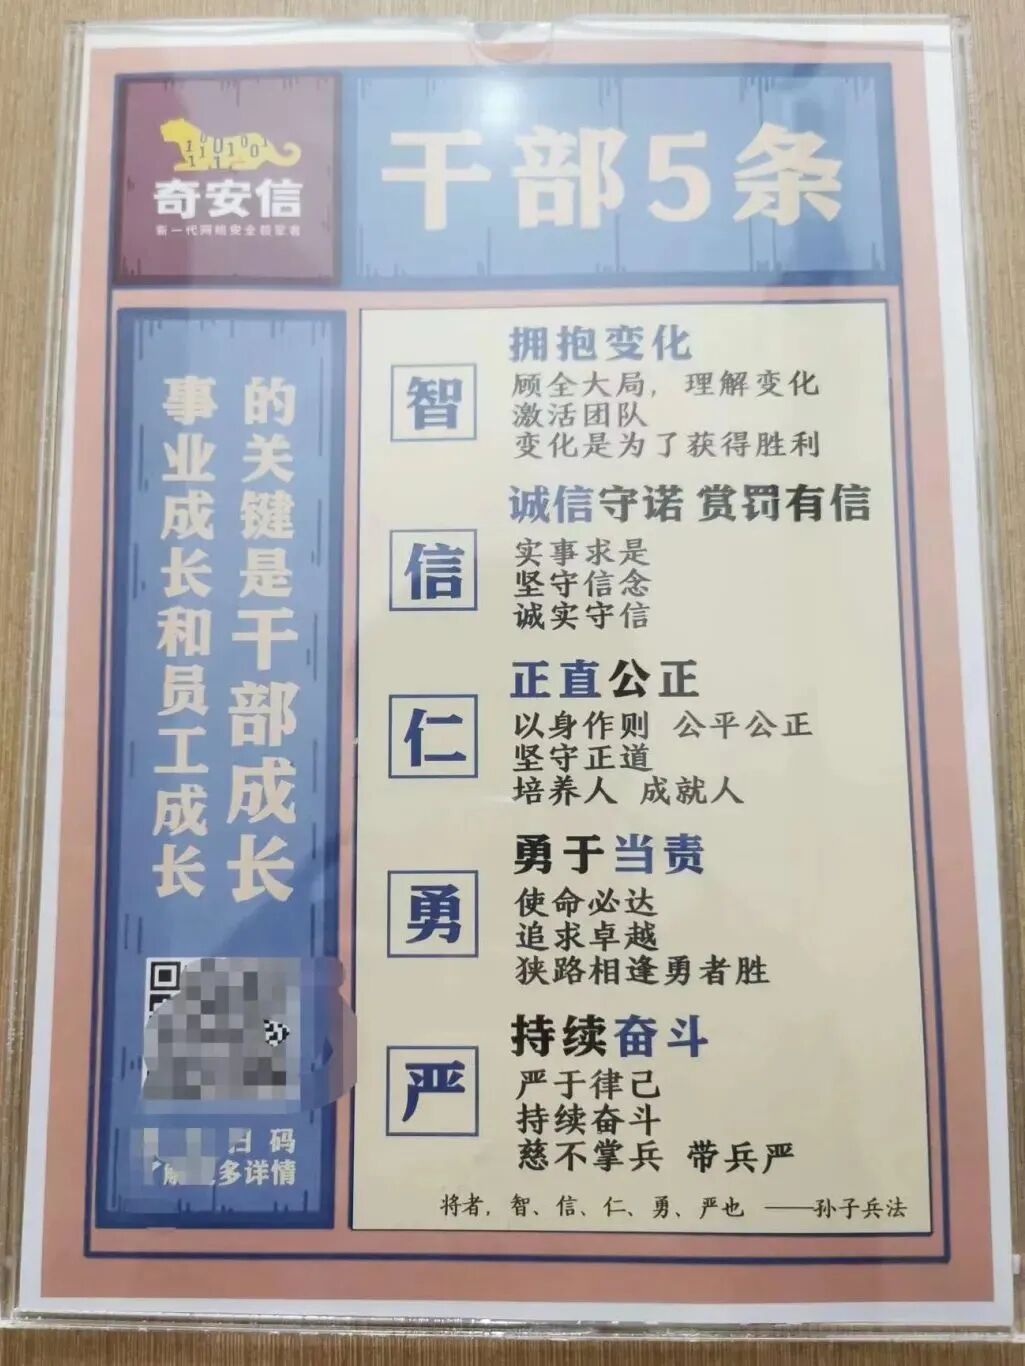 奇安信
新一代网络安全领军者
干部5条
事业成长和员工成长
的关键是干部成长
扫码
了解更多详情
智
拥抱变化
顾全大局，理解变化
激活团队
变化是为了获得胜利
信
诚信守诺 赏罚有信
实事求是
坚守信念
诚实守信
仁
正直公正
以身作则 公平公正
坚守正道
培养人 成就人
勇
勇于当责
使命必达
追求卓越
狭路相逢勇者胜
严
持续奋斗
严于律己
持续奋斗
慈不掌兵 带兵严
将者，智、信、仁、勇、严也 ——孙子兵法